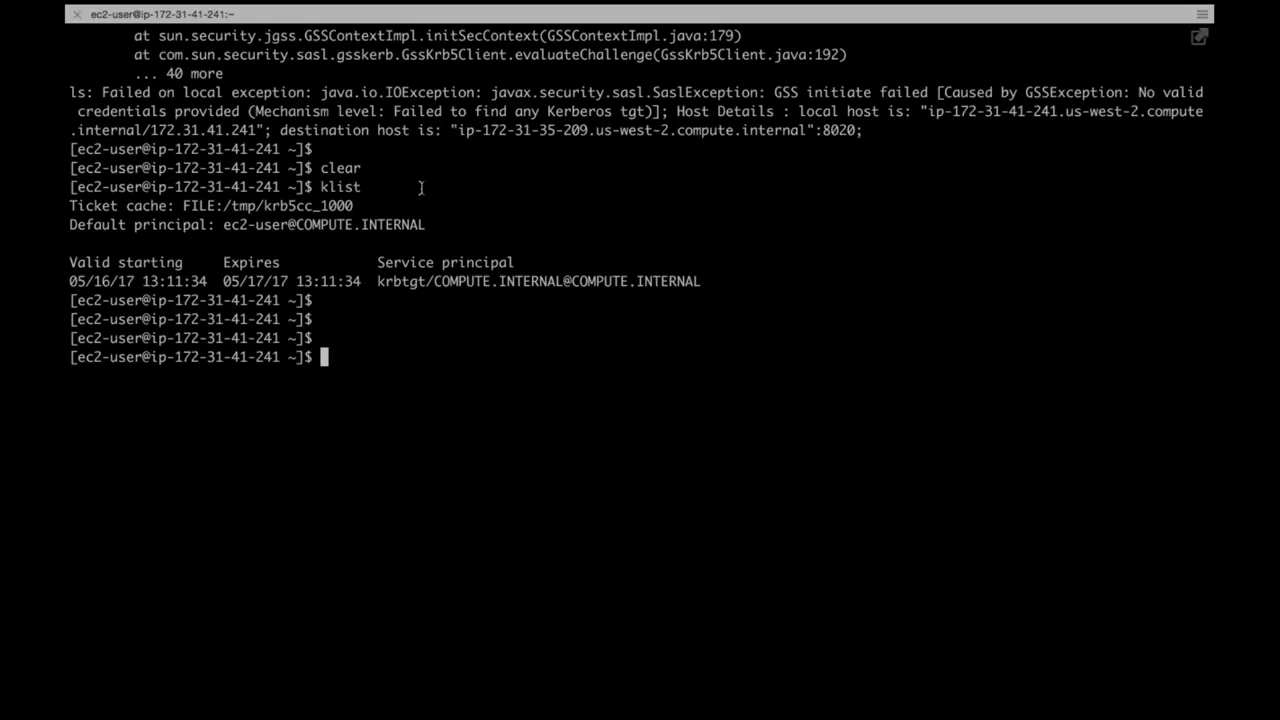 ec2-user@ip-172-31-41-241:~
at sun.security.jgss.GSSContextImpl.initSecContext(GSSContextImpl.java:179)
at com.sun.security.sasl.gsskerb.GssKrb5Client.evaluateChallenge(GssKrb5Client.java:192)
... 40 more
ls: Failed on local exception: java.io.IOException: javax.security.sasl.SaslException: GSS initiate failed [Caused by GSSException: No valid
credentials provided (Mechanism level: Failed to find any Kerberos tgt)]; Host Details : local host is: "ip-172-31-41-241.us-west-2.compute
.internal/172.31.41.241"; destination host is: "ip-172-31-35-209.us-west-2.compute.internal":8020;
[ec2-user@ip-172-31-41-241 ~]$
[ec2-user@ip-172-31-41-241 ~]$ clear
[ec2-user@ip-172-31-41-241 ~]$ klist
Ticket cache: FILE:/tmp/krb5cc_1000
Default principal: ec2-user@COMPUTE.INTERNAL
Valid starting Expires Service principal
05/16/17 13:11:34 05/17/17 13:11:34 krbtgt/COMPUTE.INTERNAL@COMPUTE.INTERNAL
[ec2-user@ip-172-31-41-241 ~]$
[ec2-user@ip-172-31-41-241 ~]$
[ec2-user@ip-172-31-41-241 ~]$
[ec2-user@ip-172-31-41-241 ~]$